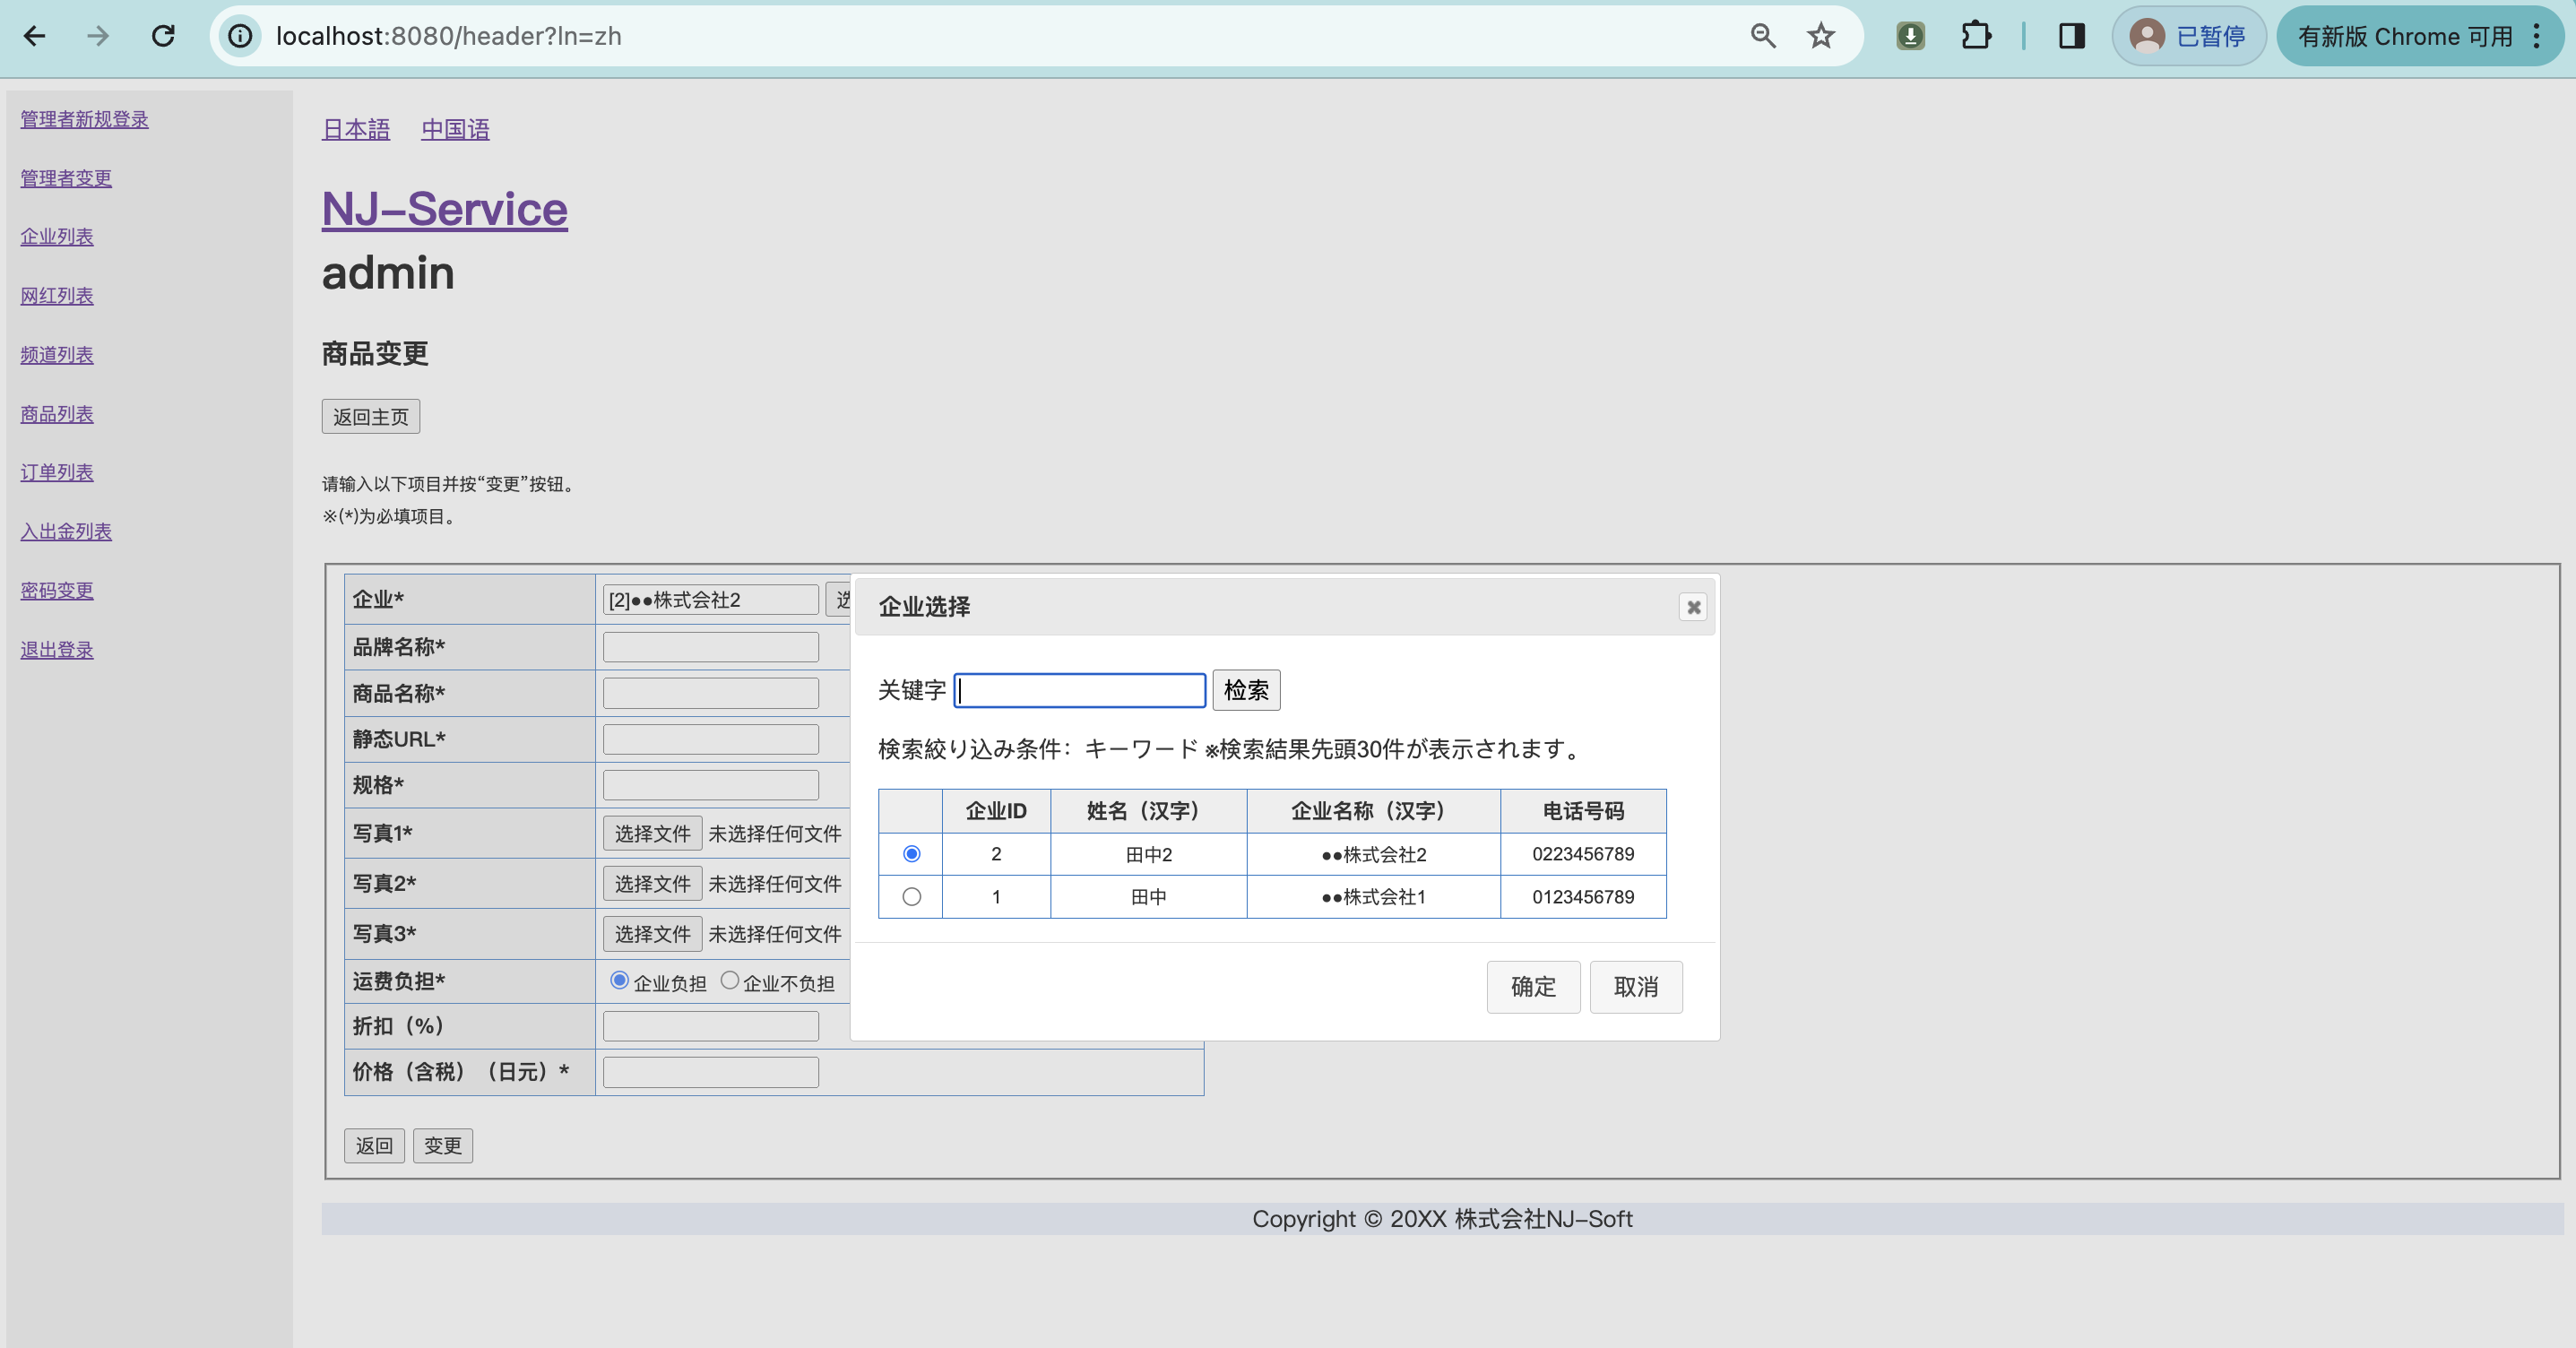 localhost:8080/header?ln=zh
已暂停
有新版 Chrome 可用
管理者新规登录
管理者变更
企业列表
网红列表
频道列表
商品列表
订单列表
入出金列表
密码变更
退出登录
日本語 中国语
NJ-Service
admin
商品变更
返回主页
请输入以下项目并按“变更”按钮。
※(*)为必填项目。
企业* [2]●●株式会社2 选
品牌名称*
商品名称*
静态URL*
规格*
写真1* 选择文件 未选择任何文件
写真2* 选择文件 未选择任何文件
写真3* 选择文件 未选择任何文件
运费负担* 企业负担 企业不负担
折扣（%）
价格（含税）（日元）*
返回 变更
企业选择
关键字 检索
検索絞り込み条件：キーワード ※検索結果先頭30件が表示されます。
企业ID 姓名（汉字） 企业名称（汉字） 电话号码
2 田中2 ●●株式会社2 0223456789
1 田中 ●●株式会社1 0123456789
确定 取消
Copyright © 20XX 株式会社NJ-Soft